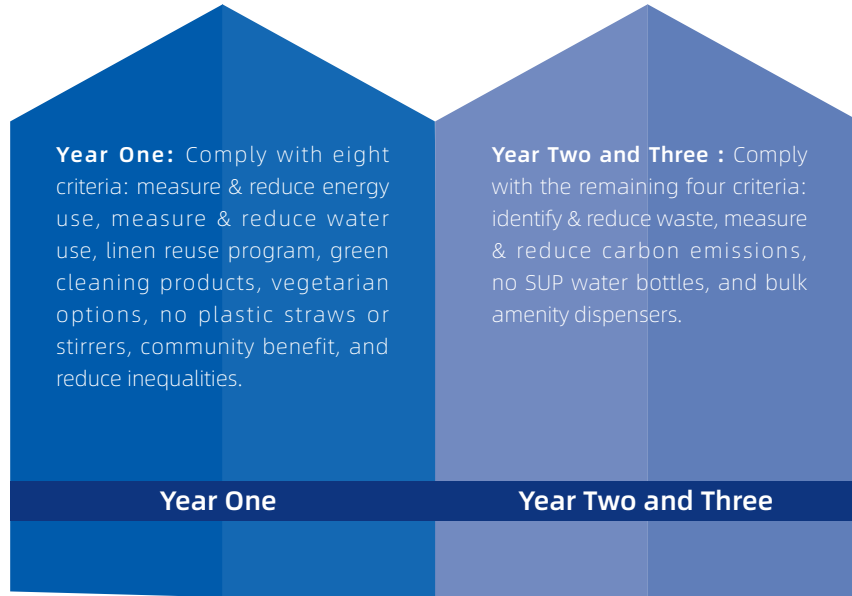 Year One: Comply with eight
criteria: measure & reduce energy
use, measure & reduce water
use, linen reuse program, green
cleaning products, vegetarian
options, no plastic straws or
stirrers, community benefit, and
reduce inequalities.
Year Two and Three : Comply
with the remaining four criteria:
identify & reduce waste, measure
& reduce carbon emissions,
no SUP water bottles, and bulk
amenity dispensers.
Year One
Year Two and Three